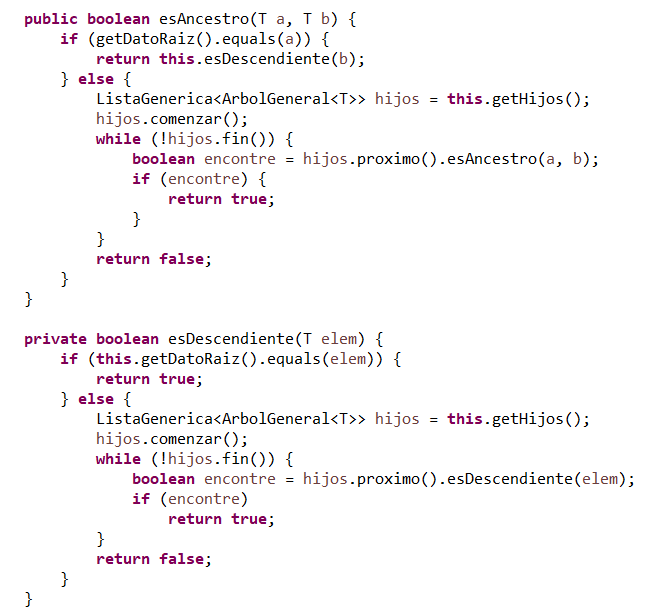 public boolean esAncestro(T a, T b) {
    if (getDatoRaiz().equals(a)) {
        return this.esDescendiente(b);
    } else {
        ListaGenerica<ArbolGeneral<T>> hijos = this.getHijos();
        hijos.comenzar();
        while (!hijos.fin()) {
            boolean encontre = hijos.proximo().esAncestro(a, b);
            if (encontre) {
                return true;
            }
        }
        return false;
    }
}

private boolean esDescendiente(T elem) {
    if (this.getDatoRaiz().equals(elem)) {
        return true;
    } else {
        ListaGenerica<ArbolGeneral<T>> hijos = this.getHijos();
        hijos.comenzar();
        while (!hijos.fin()) {
            boolean encontre = hijos.proximo().esDescendiente(elem);
            if (encontre)
                return true;
        }
        return false;
    }
}